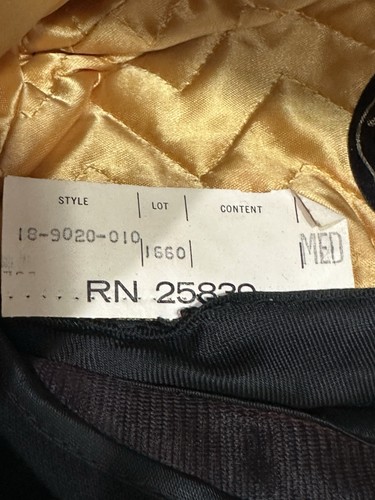 STYLE LOT CONTENT
18-9020-010 1660 MED
RN 25839